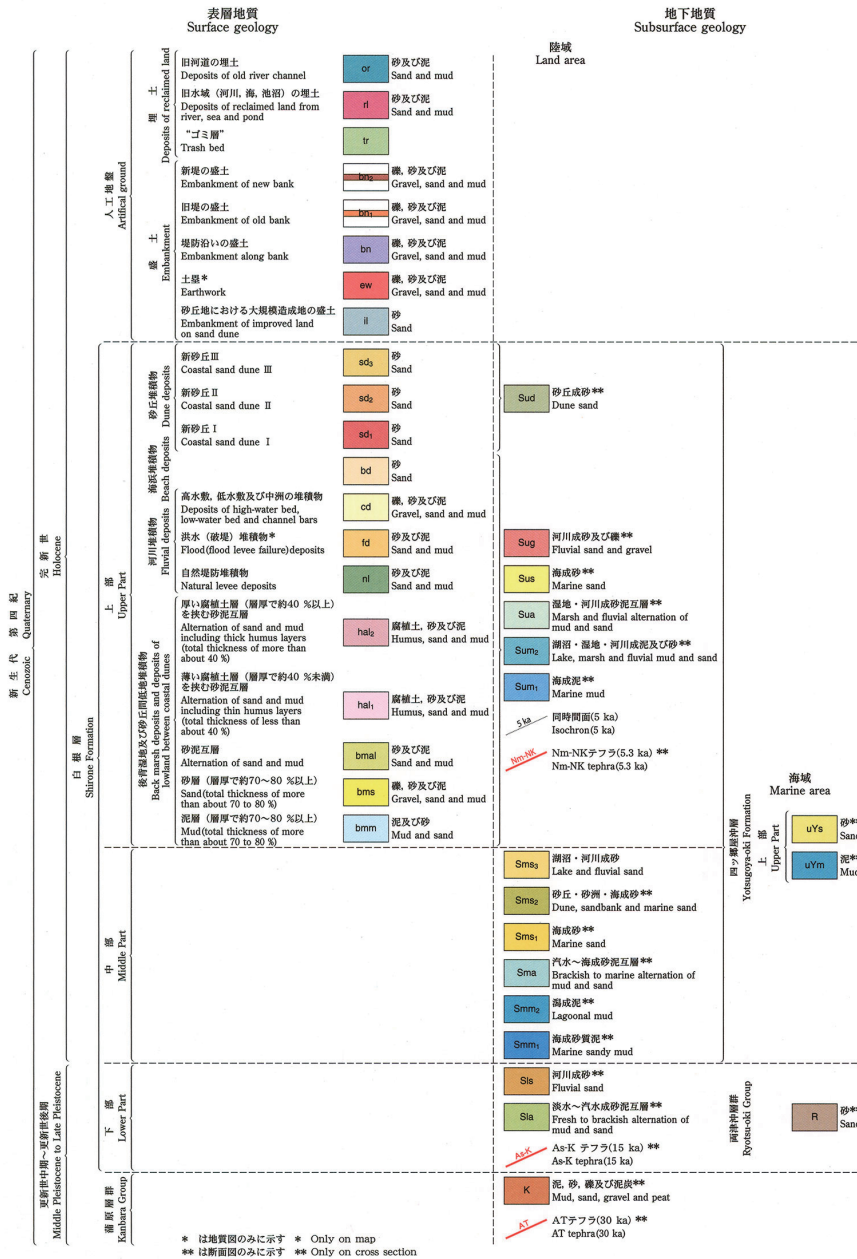 表層地質
Surface geology
地下地質
Subsurface geology
陸域
Land area
新生代
Cenozoic
第四紀
Quaternary
完新世
Holocene
更新世中期〜更新世後期
Middle Pleistocene to Late Pleistocene
人工地盤
Artifical ground
埋土
Deposits of reclaimed land
旧河道の埋土
Deposits of old river channel
or
砂及び泥
Sand and mud
旧水域（河川, 海, 池沼）の埋土
Deposits of reclaimed land from
river, sea and pond
rl
砂及び泥
Sand and mud
“ゴミ層”
Trash bed
tr
盛土
Embankment
新堤の盛土
Embankment of new bank
bn2
礫, 砂及び泥
Gravel, sand and mud
旧堤の盛土
Embankment of old bank
bn1
礫, 砂及び泥
Gravel, sand and mud
堤防沿いの盛土
Embankment along bank
bn
礫, 砂及び泥
Gravel, sand and mud
土塁*
Earthwork
ew
礫, 砂及び泥
Gravel, sand and mud
砂丘地における大規模造成地の盛土
Embankment of improved land
on sand dune
il
砂
Sand
白根層
Shirone Formation
上部
Upper Part
砂丘堆積物
Dune deposits
新砂丘Ⅲ
Coastal sand dune Ⅲ
sd3
砂
Sand
新砂丘Ⅱ
Coastal sand dune Ⅱ
sd2
砂
Sand
新砂丘Ⅰ
Coastal sand dune Ⅰ
sd1
砂
Sand
海浜堆積物
Beach deposits
bd
砂
Sand
河川堆積物
Fluvial deposits
高水敷, 低水敷及び中洲の堆積物
Deposits of high-water bed,
low-water bed and channel bars
cd
礫, 砂及び泥
Gravel, sand and mud
洪水（破堤）堆積物*
Flood(flood levee failure)deposits
fd
砂及び泥
Sand and mud
自然堤防堆積物
Natural levee deposits
nl
砂及び泥
Sand and mud
後背湿地及び砂丘間低地堆積物
Back marsh deposits and deposits of
lowland between coastal dunes
厚い腐植土層（層厚で約40 %以上）
を挟む砂泥互層
Alternation of sand and mud
including thick humus layers
(total thickness of more than
about 40 %)
hal2
腐植土, 砂及び泥
Humus, sand and mud
薄い腐植土層（層厚で約40 %未満）
を挟む砂泥互層
Alternation of sand and mud
including thin humus layers
(total thickness of less than
about 40 %)
hal1
腐植土, 砂及び泥
Humus, sand and mud
砂泥互層
Alternation of sand and mud
bmal
砂及び泥
Sand and mud
砂層（層厚で約70〜80 %以上）
Sand(total thickness of more
than about 70 to 80 %)
bms
礫, 砂及び泥
Gravel, sand and mud
泥層（層厚で約70〜80 %以上）
Mud(total thickness of more
than about 70 to 80 %)
bmm
泥及び砂
Mud and sand
Sud
砂丘成砂**
Dune sand
Sug
河川成砂及び礫**
Fluvial sand and gravel
Sus
海成砂**
Marine sand
Sua
湿地・河川成砂泥互層**
Marsh and fluvial alternation of
mud and sand
Sum2
湖沼・湿地・河川成泥及び砂**
Lake, marsh and fluvial mud and sand
Sum1
海成泥**
Marine mud
5 ka
同時間面(5 ka)
Isochron(5 ka)
Nm-NK
Nm-NKテフラ(5.3 ka) **
Nm-NK tephra(5.3 ka)
海域
Marine area
四ッ郷屋沖層
Yotsugoya-oki Formation
上部
Upper Part
uYs
砂**
Sand
uYm
泥**
Mud
中部
Middle Part
Sms3
湖沼・河川成砂
Lake and fluvial sand
Sms2
砂丘・砂洲・海成砂**
Dune, sandbank and marine sand
Sms1
海成砂**
Marine sand
Sma
汽水〜海成砂泥互層**
Brackish to marine alternation of
mud and sand
Smm2
潟成泥**
Lagoonal mud
Smm1
海成砂質泥**
Marine sandy mud
下部
Lower Part
Sls
河川成砂**
Fluvial sand
Sla
淡水〜汽水成砂泥互層**
Fresh to brackish alternation of
mud and sand
As-K
As-K テフラ(15 ka) **
As-K tephra(15 ka)
両津沖層群
Ryotsu-oki Group
R
砂**
Sand
蒲原層群
Kanbara Group
K
泥, 砂, 礫及び泥炭**
Mud, sand, gravel and peat
AT
ATテフラ(30 ka) **
AT tephra(30 ka)
* は地質図のみに示す * Only on map
** は断面図のみに示す ** Only on cross section